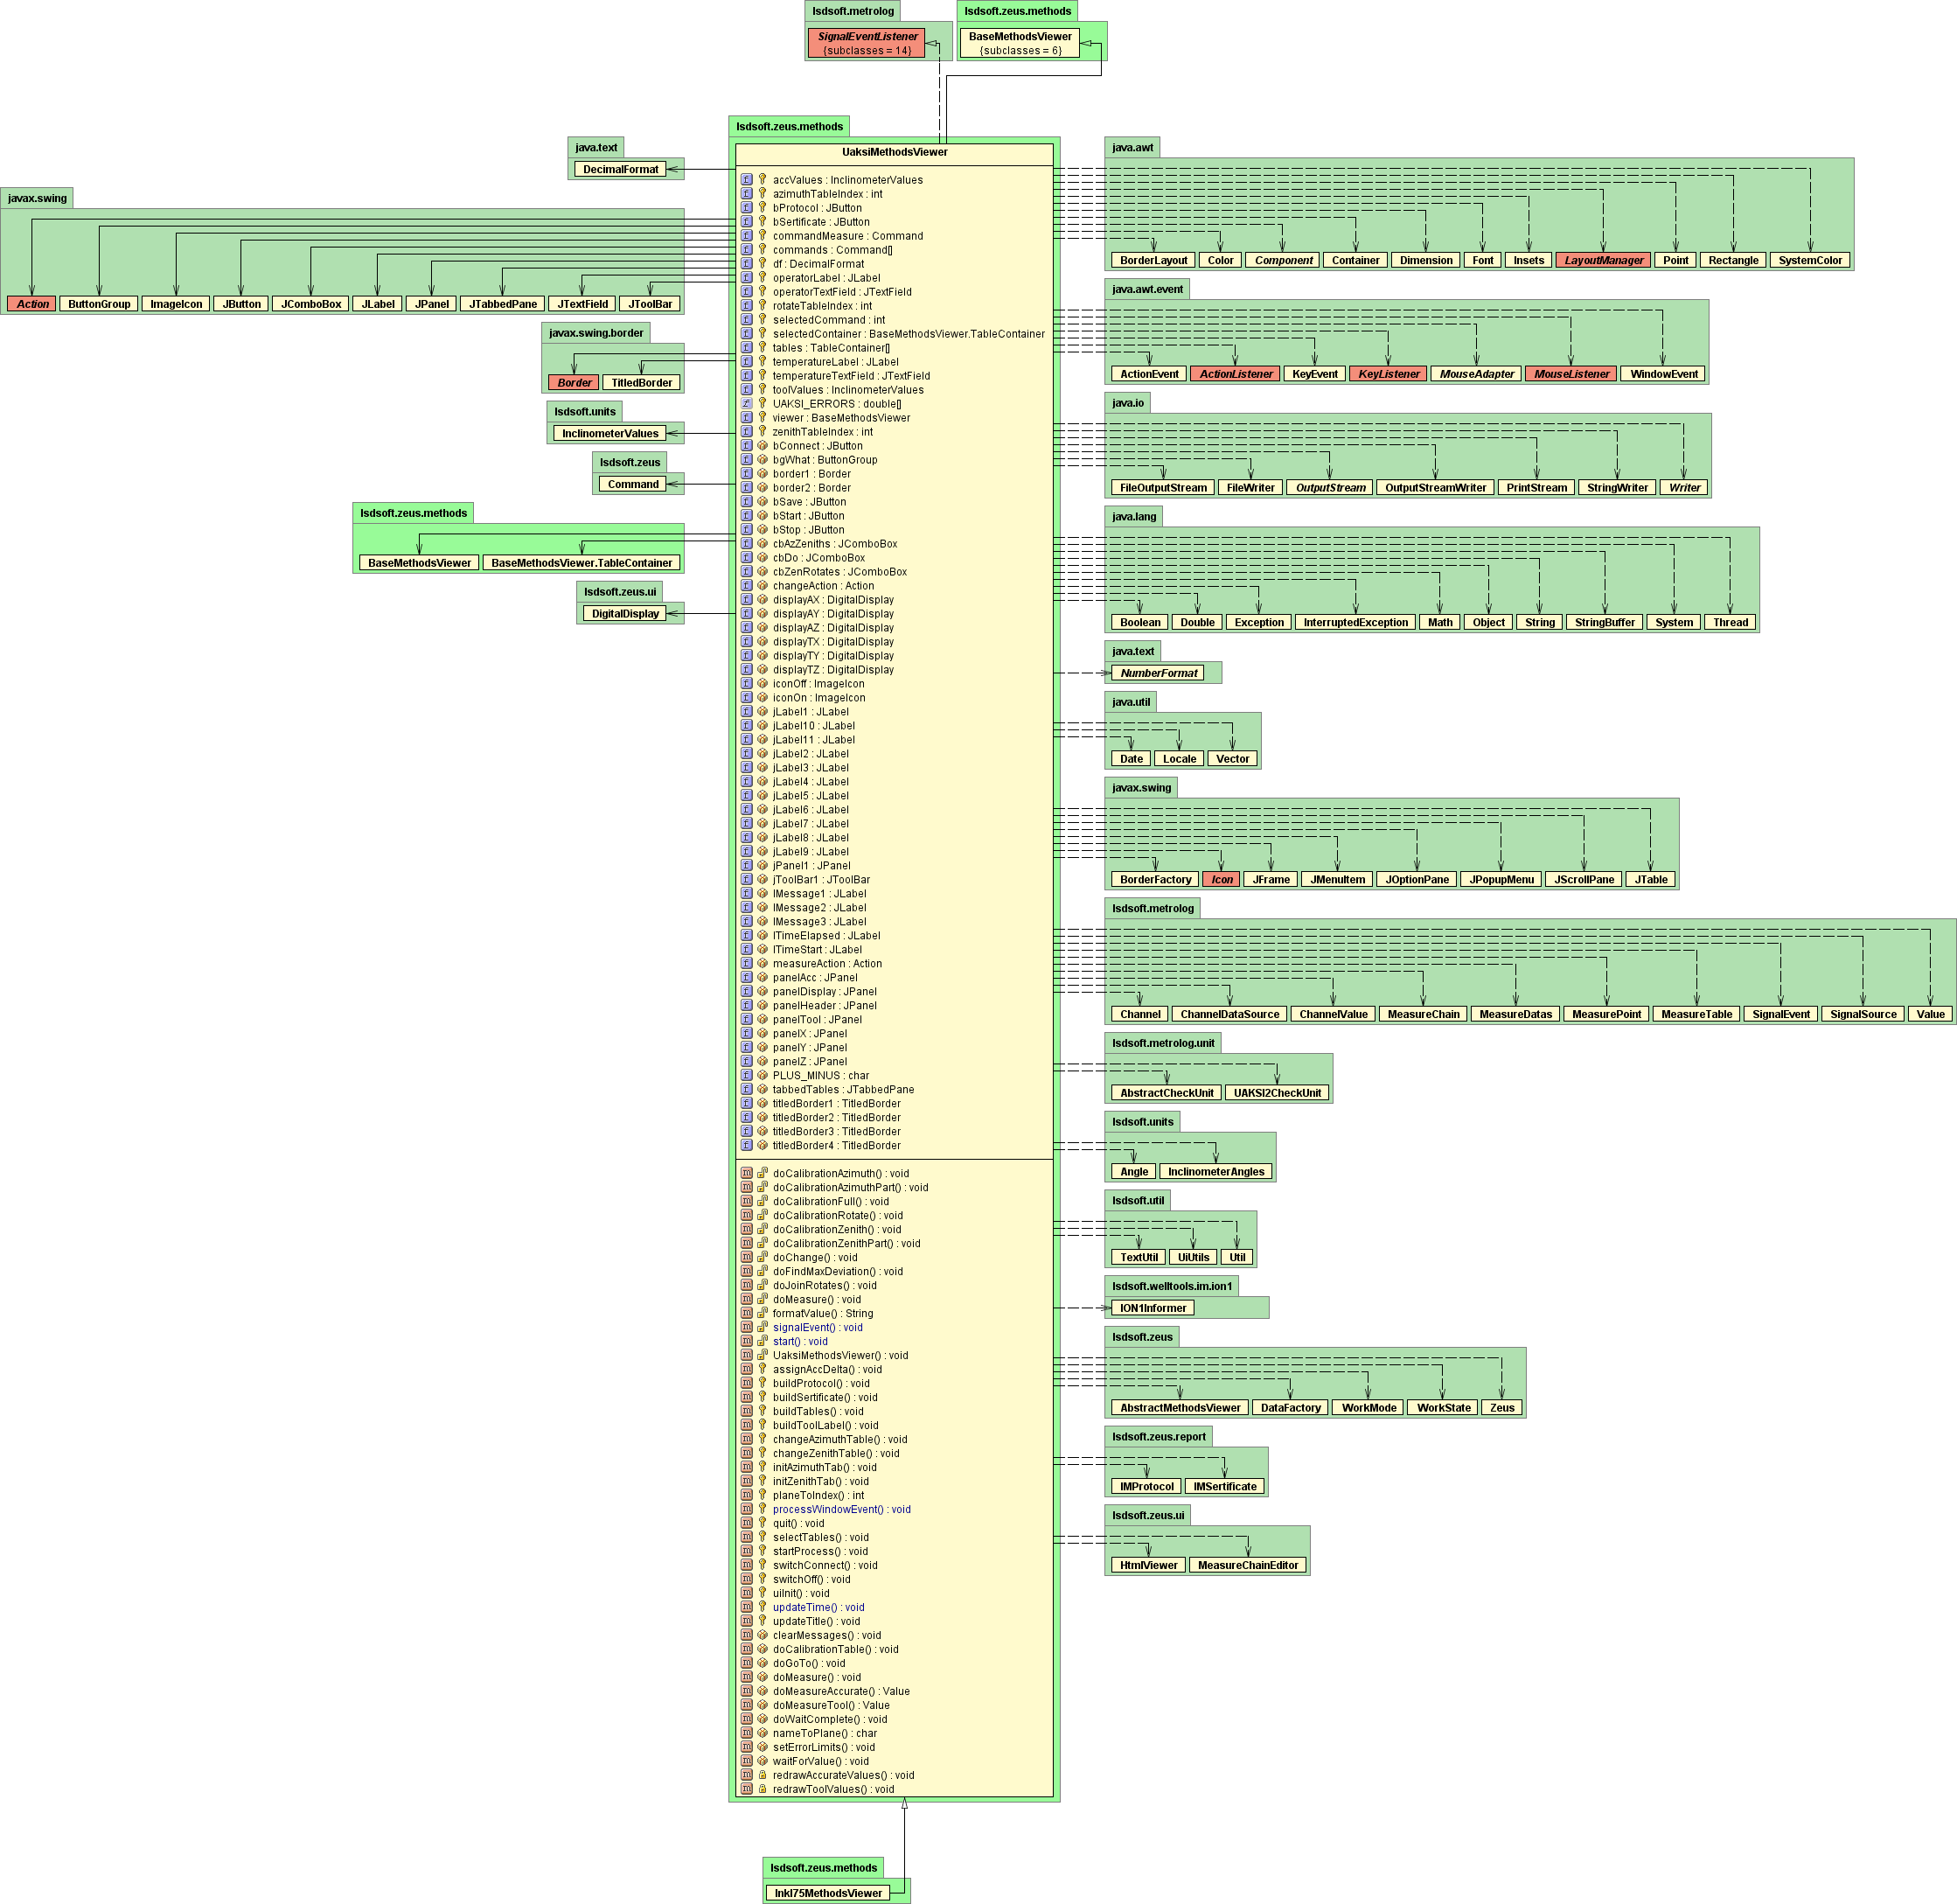 lsdsoft.metrolog
SignalEventListener
{subclasses = 14}
lsdsoft.zeus.methods
BaseMethodsViewer
{subclasses = 6}
java.text
DecimalFormat
javax.swing
Action ButtonGroup ImageIcon JButton JComboBox JLabel JPanel JTabbedPane JTextField JToolBar
javax.swing.border
Border TitledBorder
lsdsoft.units
InclinometerValues
lsdsoft.zeus
Command
lsdsoft.zeus.methods
BaseMethodsViewer BaseMethodsViewer.TableContainer
lsdsoft.zeus.ui
DigitalDisplay
lsdsoft.zeus.methods
UaksiMethodsViewer
accValues : InclinometerValues
azimuthTableIndex : int
bProtocol : JButton
bSertificate : JButton
commandMeasure : Command
commands : Command[]
df : DecimalFormat
operatorLabel : JLabel
operatorTextField : JTextField
rotateTableIndex : int
selectedCommand : int
selectedContainer : BaseMethodsViewer.TableContainer
tables : TableContainer[]
temperatureLabel : JLabel
temperatureTextField : JTextField
toolValues : InclinometerValues
UAKSI_ERRORS : double[]
viewer : BaseMethodsViewer
zenithTableIndex : int
bConnect : JButton
bgWhat : ButtonGroup
border1 : Border
border2 : Border
bSave : JButton
bStart : JButton
bStop : JButton
cbAzZeniths : JComboBox
cbDo : JComboBox
cbZenRotates : JComboBox
changeAction : Action
displayAX : DigitalDisplay
displayAY : DigitalDisplay
displayAZ : DigitalDisplay
displayTX : DigitalDisplay
displayTY : DigitalDisplay
displayTZ : DigitalDisplay
iconOff : ImageIcon
iconOn : ImageIcon
jLabel1 : JLabel
jLabel10 : JLabel
jLabel11 : JLabel
jLabel2 : JLabel
jLabel3 : JLabel
jLabel4 : JLabel
jLabel5 : JLabel
jLabel6 : JLabel
jLabel7 : JLabel
jLabel8 : JLabel
jLabel9 : JLabel
jPanel1 : JPanel
jToolBar1 : JToolBar
lMessage1 : JLabel
lMessage2 : JLabel
lMessage3 : JLabel
lTimeElapsed : JLabel
lTimeStart : JLabel
measureAction : Action
panelAcc : JPanel
panelDisplay : JPanel
panelHeader : JPanel
panelTool : JPanel
panelX : JPanel
panelY : JPanel
panelZ : JPanel
PLUS_MINUS : char
tabbedTables : JTabbedPane
titledBorder1 : TitledBorder
titledBorder2 : TitledBorder
titledBorder3 : TitledBorder
titledBorder4 : TitledBorder
doCalibrationAzimuth() : void
doCalibrationAzimuthPart() : void
doCalibrationFull() : void
doCalibrationRotate() : void
doCalibrationZenith() : void
doCalibrationZenithPart() : void
doChange() : void
doFindMaxDeviation() : void
doJoinRotates() : void
doMeasure() : void
formatValue() : String
signalEvent() : void
start() : void
UaksiMethodsViewer() : void
assignAccDelta() : void
buildProtocol() : void
buildSertificate() : void
buildTables() : void
buildToolLabel() : void
changeAzimuthTable() : void
changeZenithTable() : void
initAzimuthTab() : void
initZenithTab() : void
planeToIndex() : int
processWindowEvent() : void
quit() : void
selectTables() : void
startProcess() : void
switchConnect() : void
switchOff() : void
uiInit() : void
updateTime() : void
updateTitle() : void
clearMessages() : void
doCalibrationTable() : void
doGoTo() : void
doMeasure() : void
doMeasureAccurate() : Value
doMeasureTool() : Value
doWaitComplete() : void
nameToPlane() : char
setErrorLimits() : void
waitForValue() : void
redrawAccurateValues() : void
redrawToolValues() : void
java.awt
BorderLayout Color Component Container Dimension Font Insets LayoutManager Point Rectangle SystemColor
java.awt.event
ActionEvent ActionListener KeyEvent KeyListener MouseAdapter MouseListener WindowEvent
java.io
FileOutputStream FileWriter OutputStream OutputStreamWriter PrintStream StringWriter Writer
java.lang
Boolean Double Exception InterruptedException Math Object String StringBuffer System Thread
java.text
NumberFormat
java.util
Date Locale Vector
javax.swing
BorderFactory Icon JFrame JMenuItem JOptionPane JPopupMenu JScrollPane JTable
lsdsoft.metrolog
Channel ChannelDataSource ChannelValue MeasureChain MeasureDatas MeasurePoint MeasureTable SignalEvent SignalSource Value
lsdsoft.metrolog.unit
AbstractCheckUnit UAKSI2CheckUnit
lsdsoft.units
Angle InclinometerAngles
lsdsoft.util
TextUtil UiUtils Util
lsdsoft.welltools.im.ion1
ION1Informer
lsdsoft.zeus
AbstractMethodsViewer DataFactory WorkMode WorkState Zeus
lsdsoft.zeus.report
IMProtocol IMSertificate
lsdsoft.zeus.ui
HtmlViewer MeasureChainEditor
lsdsoft.zeus.methods
Inkl75MethodsViewer